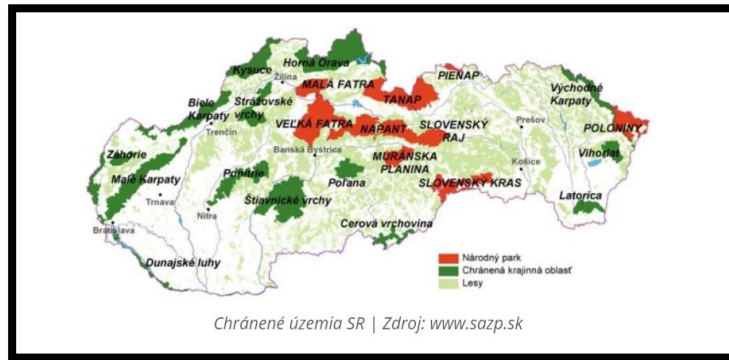 Horná Orava
Kysuce
Žilina
MALÁ FATRA
PIENAP
TANAP
Východné
Karpaty
Biele
Karpaty
Strážovské
vrchy
Trenčín
VEĽKÁ FATRA
NAPANT
SLOVENSKÝ
RAJ
Prešov
POLONINY
Vihorlat
Banská Bystrica
Záhorie
Malé Karpaty
Ponitrie
MURÁNSKA
PLANINA
Poľana
Košice
SLOVENSKÝ KRAS
Trnava
Nitra
Štiavnické vrchy
Latorica
Bratislava
Cerová vrchovina
Dunajské luhy
Národný park
Chránená krajinná oblasť
Lesy
Chránené územia SR | Zdroj: www.sazp.sk